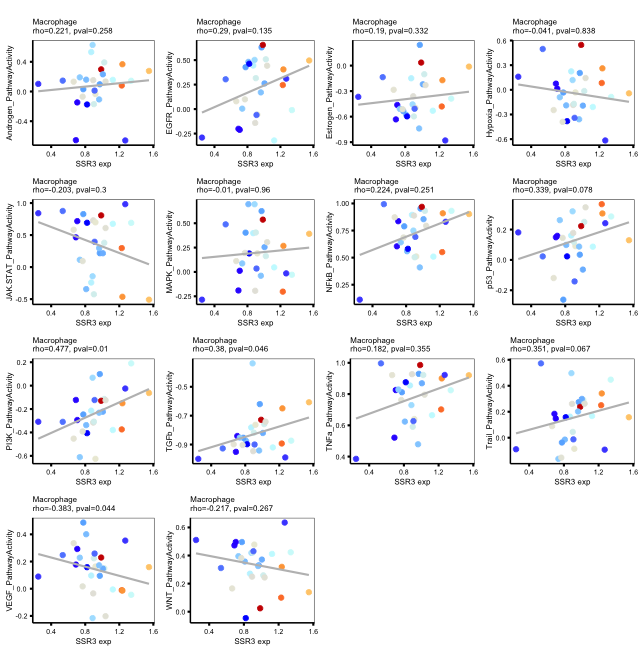 Macrophage
rho=0.221, pval=0.258
Androgen_PathwayActivity
0.4
0.0
-0.4
0.4 0.8 1.2 1.6
SSR3 exp
Macrophage
rho=0.29, pval=0.135
EGFR_PathwayActivity
0.50
0.25
0.00
-0.25
0.4 0.8 1.2 1.6
SSR3 exp
Macrophage
rho=0.19, pval=0.332
Estrogen_PathwayActivity
0.0
-0.3
-0.6
-0.9
0.4 0.8 1.2 1.6
SSR3 exp
Macrophage
rho=-0.041, pval=0.838
Hypoxia_PathwayActivity
0.6
0.3
0.0
-0.3
-0.6
0.4 0.8 1.2 1.6
SSR3 exp
Macrophage
rho=-0.203, pval=0.3
JAK.STAT_PathwayActivity
1.0
0.5
0.0
-0.5
0.4 0.8 1.2 1.6
SSR3 exp
Macrophage
rho=-0.01, pval=0.96
MAPK_PathwayActivity
0.75
0.50
0.25
0.00
-0.25
0.4 0.8 1.2 1.6
SSR3 exp
Macrophage
rho=0.224, pval=0.251
NFkB_PathwayActivity
1.00
0.75
0.50
0.25
0.4 0.8 1.2 1.6
SSR3 exp
Macrophage
rho=0.339, pval=0.078
p53_PathwayActivity
0.2
0.0
-0.2
0.4 0.8 1.2 1.6
SSR3 exp
Macrophage
rho=0.477, pval=0.01
PI3K_PathwayActivity
0.2
0.0
-0.2
-0.4
-0.6
0.4 0.8 1.2 1.6
SSR3 exp
Macrophage
rho=0.38, pval=0.046
TGFb_PathwayActivity
-0.5
-0.7
-0.9
0.4 0.8 1.2 1.6
SSR3 exp
Macrophage
rho=0.182, pval=0.355
TNFa_PathwayActivity
1.0
0.8
0.6
0.4
0.4 0.8 1.2 1.6
SSR3 exp
Macrophage
rho=0.351, pval=0.067
Trail_PathwayActivity
0.6
0.4
0.2
0.0
0.4 0.8 1.2 1.6
SSR3 exp
Macrophage
rho=-0.383, pval=0.044
VEGF_PathwayActivity
0.4
0.2
0.0
-0.2
0.4 0.8 1.2 1.6
SSR3 exp
Macrophage
rho=-0.217, pval=0.267
WNT_PathwayActivity
0.6
0.4
0.2
0.0
0.4 0.8 1.2 1.6
SSR3 exp